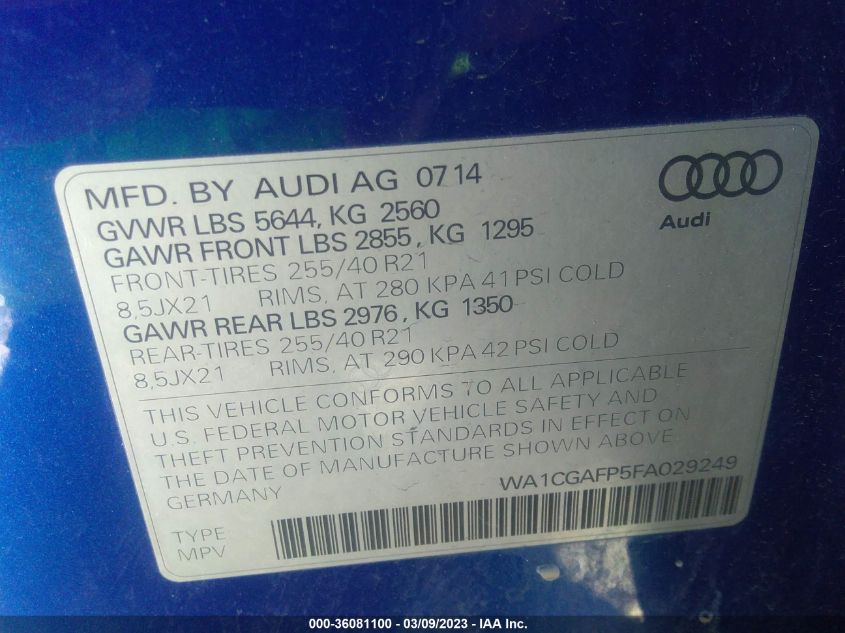 MFD. BY AUDI AG 0714
GVWR LBS 5644, KG 2560
GAWR FRONT LBS 2855, KG 1295
FRONT-TIRES 255/40 R21
8,5JX21 RIMS, AT 280 KPA 41 PSI COLD
GAWR REAR LBS 2976, KG 1350
REAR-TIRES 255/40 R21
8,5JX21 RIMS, AT 290 KPA 42 PSI COLD
Audi
THIS VEHICLE CONFORMS TO ALL APPLICABLE
U.S. FEDERAL MOTOR VEHICLE SAFETY AND
THEFT PREVENTION STANDARDS IN EFFECT ON
THE DATE OF MANUFACTURE SHOWN ABOVE.
GERMANY
WA1CGAFP5FA029249
TYPE
MPV
000-36081100 - 03/09/2023 - IAA Inc.